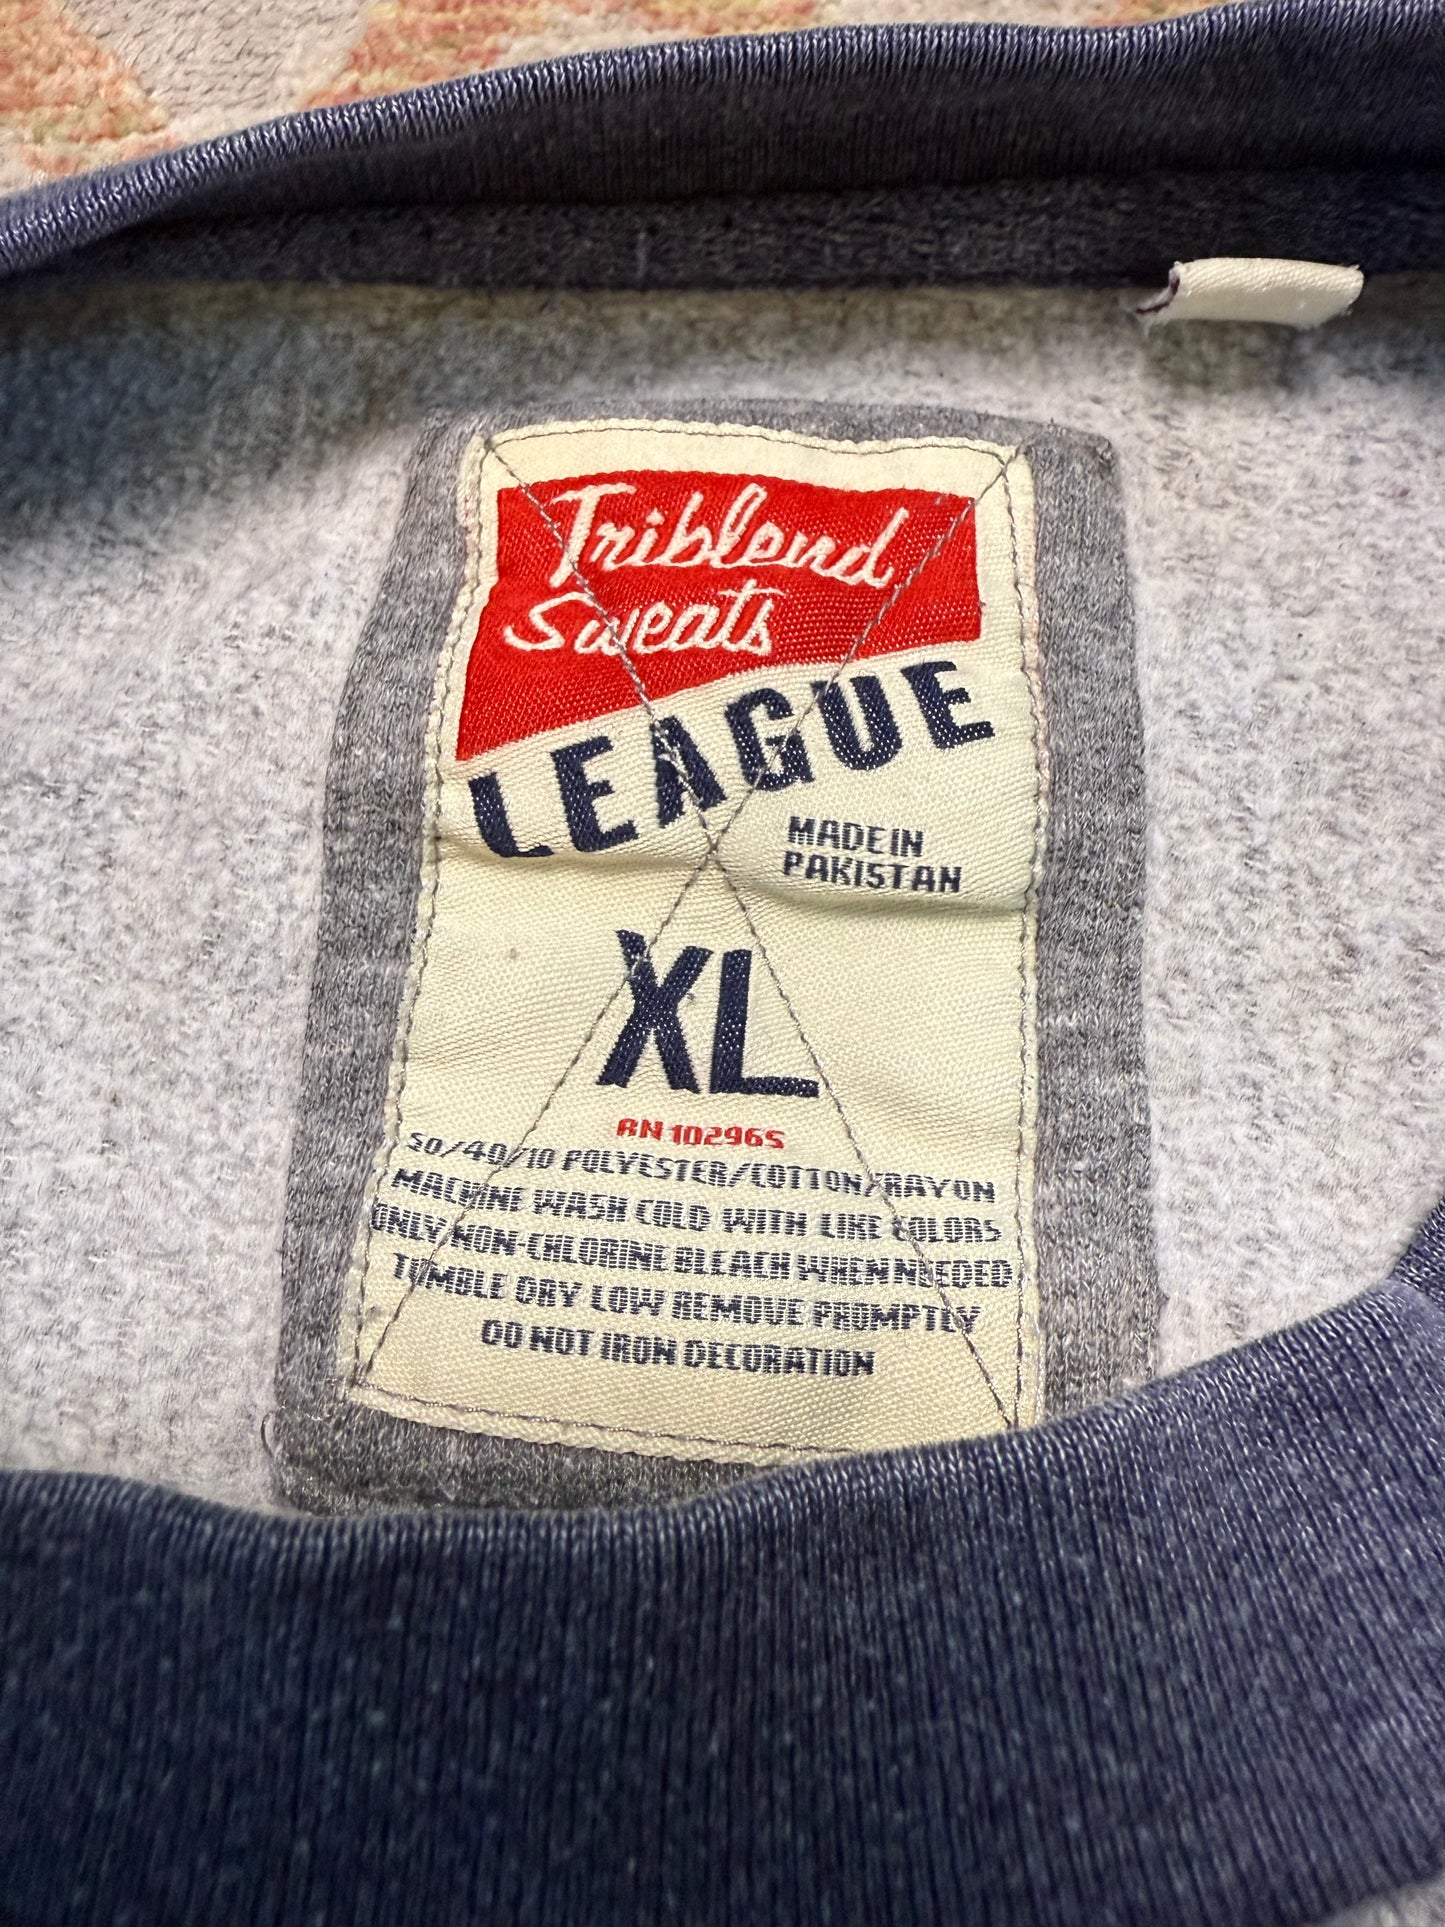 Triblend
Sweats
LEAGUE
MADE IN
PAKISTAN
XL
RN 102965
50/40/10 POLYESTER/COTTON/RAYON
MACHINE WASH COLD WITH LIKE COLORS
ONLY NON-CHLORINE BLEACH WHEN NEEDED
TUMBLE DRY LOW REMOVE PROMPTLY
DO NOT IRON DECORATION